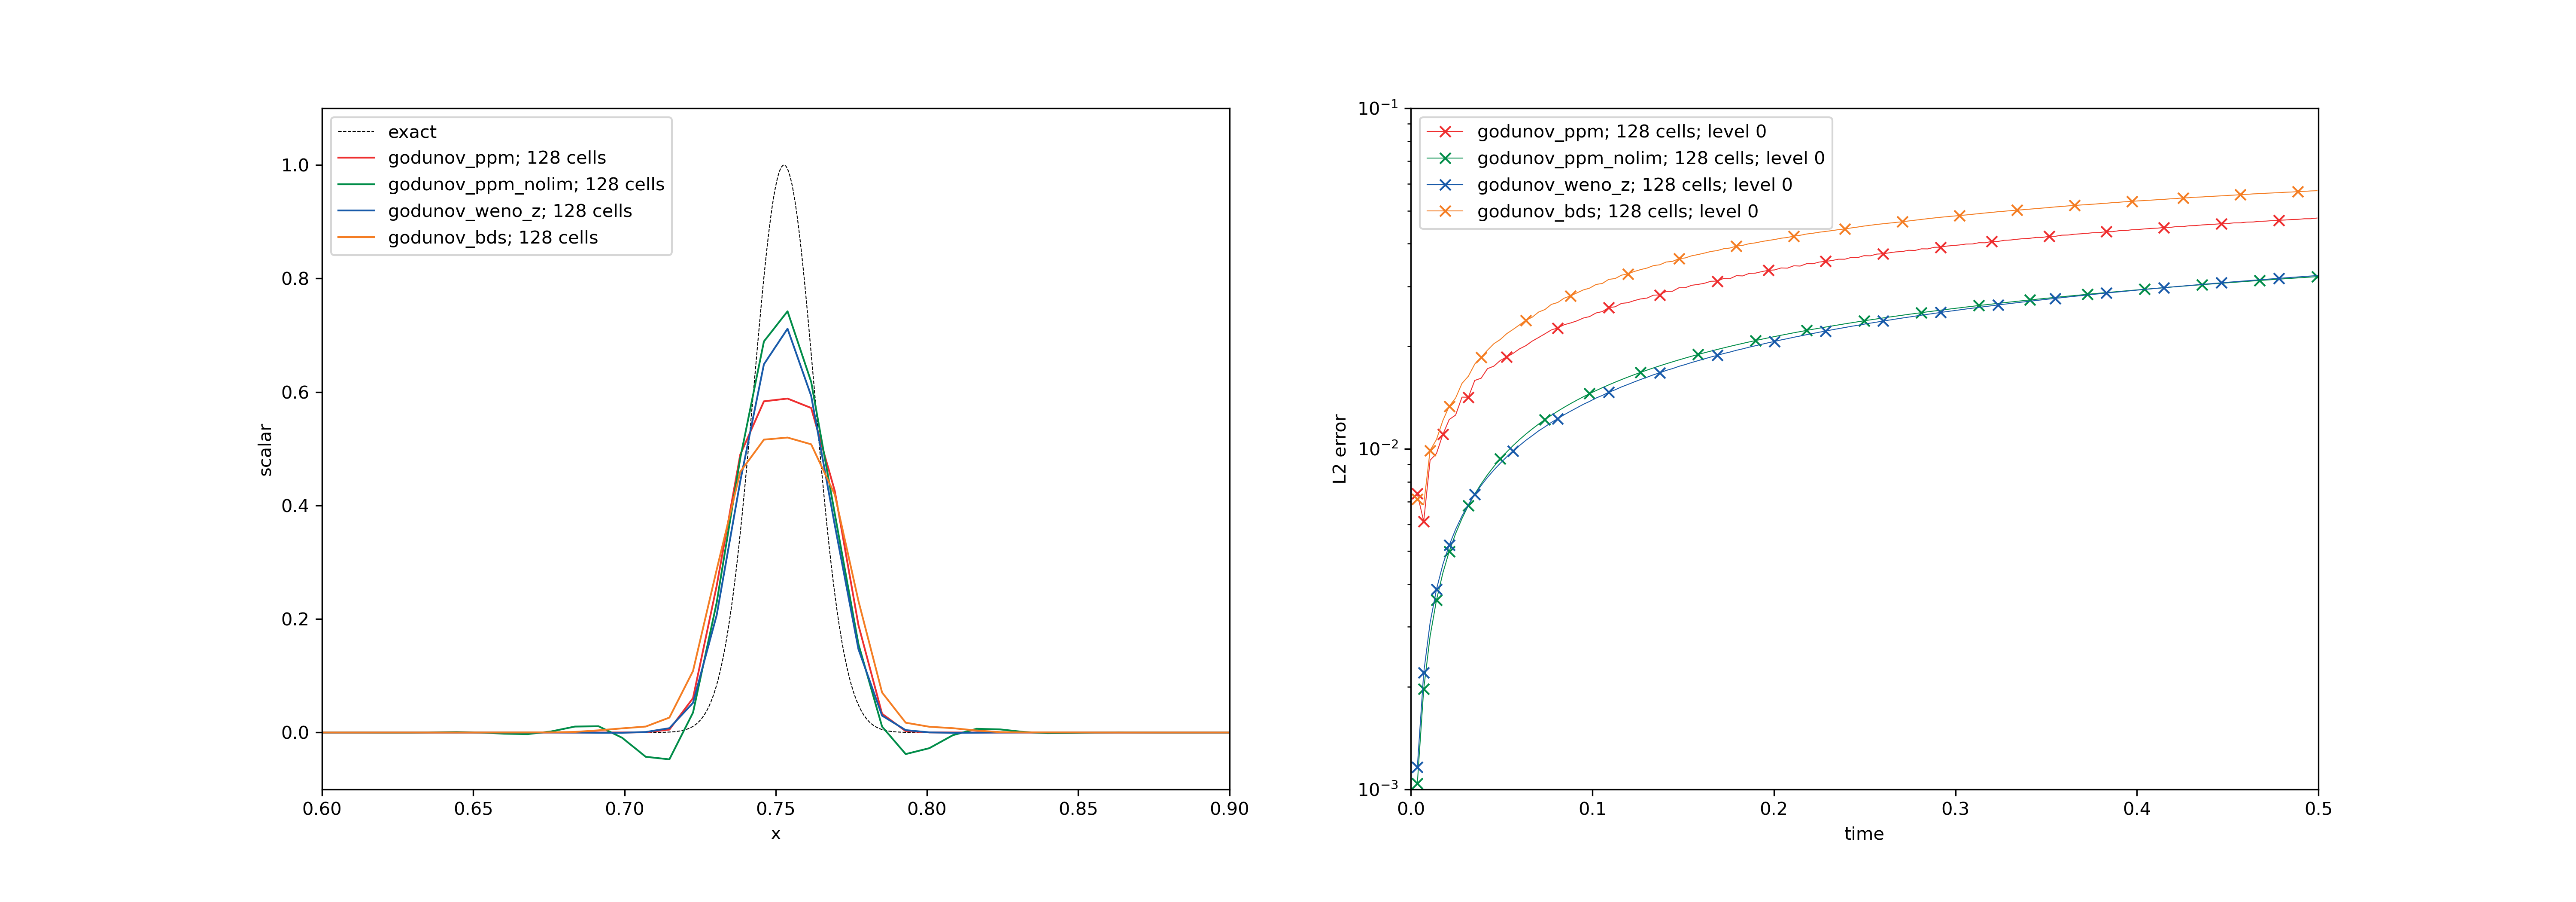 exact
godunov_ppm; 128 cells
godunov_ppm_nolim; 128 cells
godunov_weno_z; 128 cells
godunov_bds; 128 cells
1.0
0.8
0.6
0.4
0.2
0.0
scalar
0.60 0.65 0.70 0.75 0.80 0.85 0.90
x
godunov_ppm; 128 cells; level 0
godunov_ppm_nolim; 128 cells; level 0
godunov_weno_z; 128 cells; level 0
godunov_bds; 128 cells; level 0
10⁻¹
10⁻²
10⁻³
L2 error
0.0 0.1 0.2 0.3 0.4 0.5
time